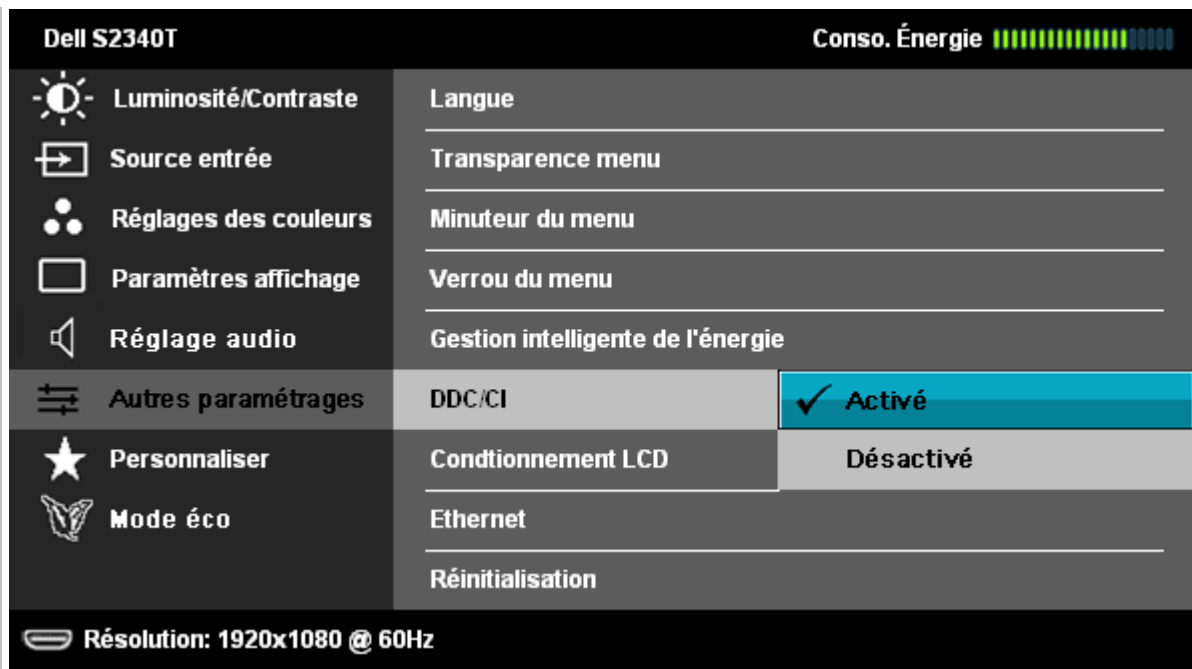 Dell S2340T
Conso. Énergie
Luminosité/Contraste
Langue
Source entrée
Transparence menu
Réglages des couleurs
Minuteur du menu
Paramètres affichage
Verrou du menu
Réglage audio
Gestion intelligente de l'énergie
Autres paramétrages
DDC/CI
Activé
Personnaliser
Condtionnement LCD
Désactivé
Mode éco
Ethernet
Réinitialisation
Résolution: 1920x1080 @ 60Hz